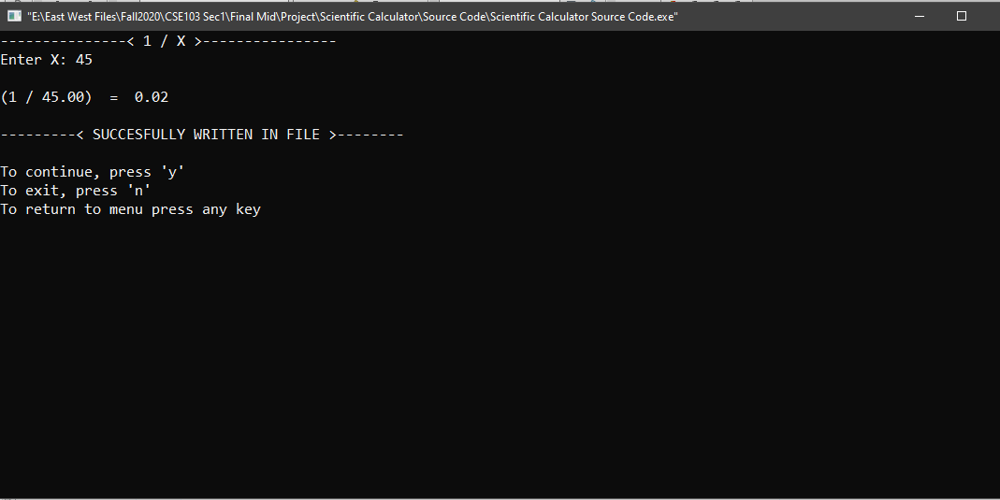 "E:\East West Files\Fall2020\CSE103 Sec1\Final Mid\Project\Scientific Calculator\Source Code\Scientific Calculator Source Code.exe"
---------------< 1 / X >----------------
Enter X: 45
(1 / 45.00)  =  0.02
---------< SUCCESFULLY WRITTEN IN FILE >--------
To continue, press 'y'
To exit, press 'n'
To return to menu press any key